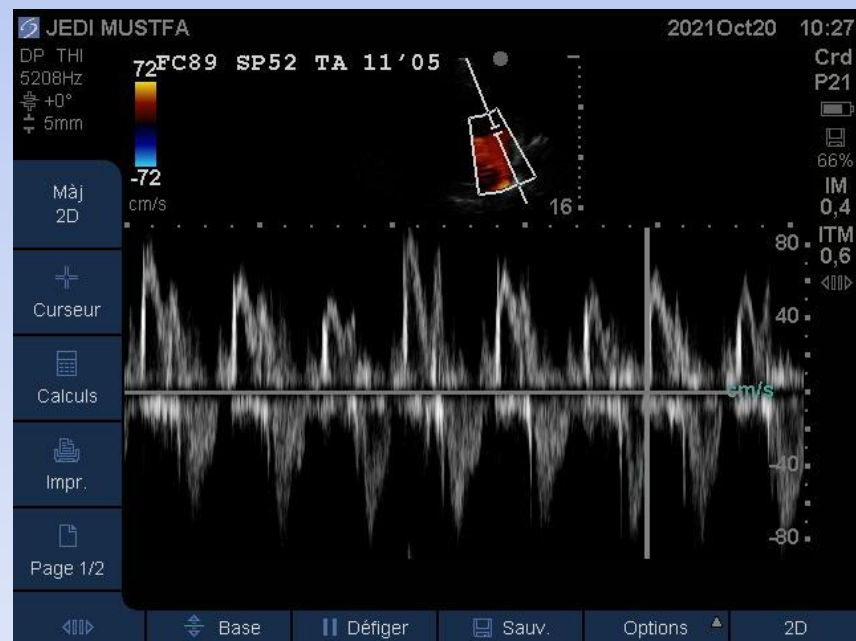 JEDI MUSTFA
2021Oct20 10:27
DP THI
5208Hz
+0°
5mm
72
FC89 SP52 TA 11'05
-72
cm/s
16
Crd
P21
66%
IM
0,4
ITM
0,6
Màj
2D
Curseur
Calculs
Impr.
Page 1/2
80
40
cm/s
-40
-80
Base
Défiger
Sauv.
Options
2D